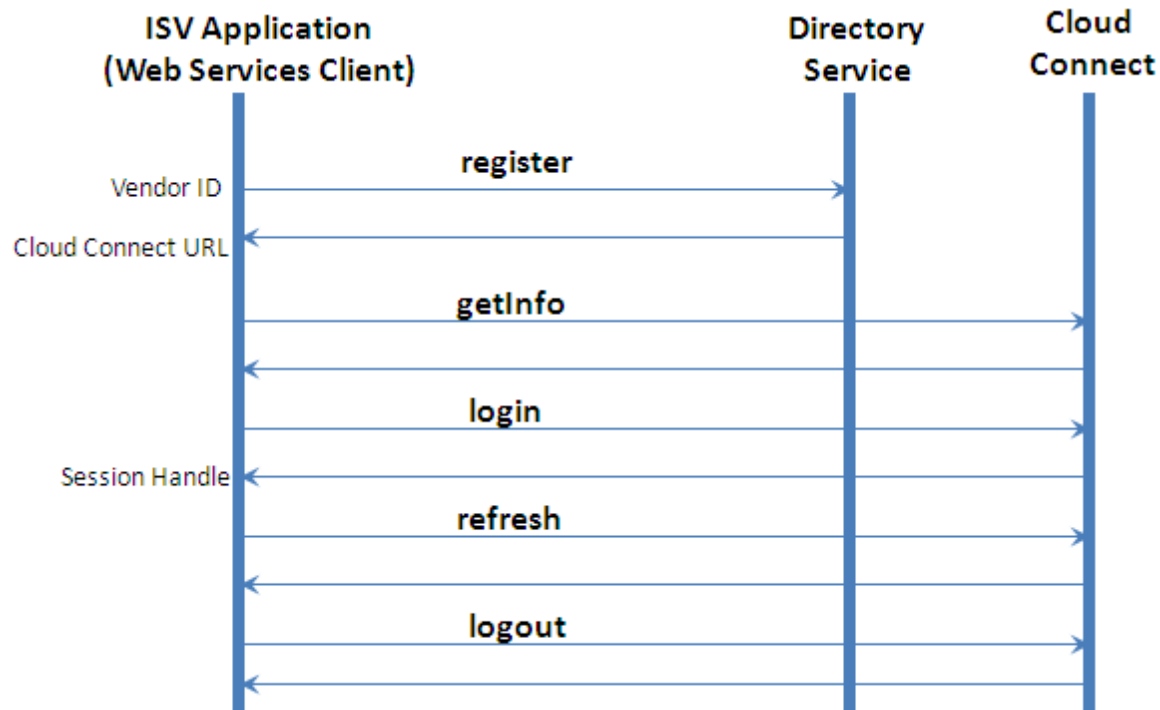 ISV Application
(Web Services Client)
Directory
Service
Cloud
Connect
register
Vendor ID
Cloud Connect URL
getInfo
login
Session Handle
refresh
logout